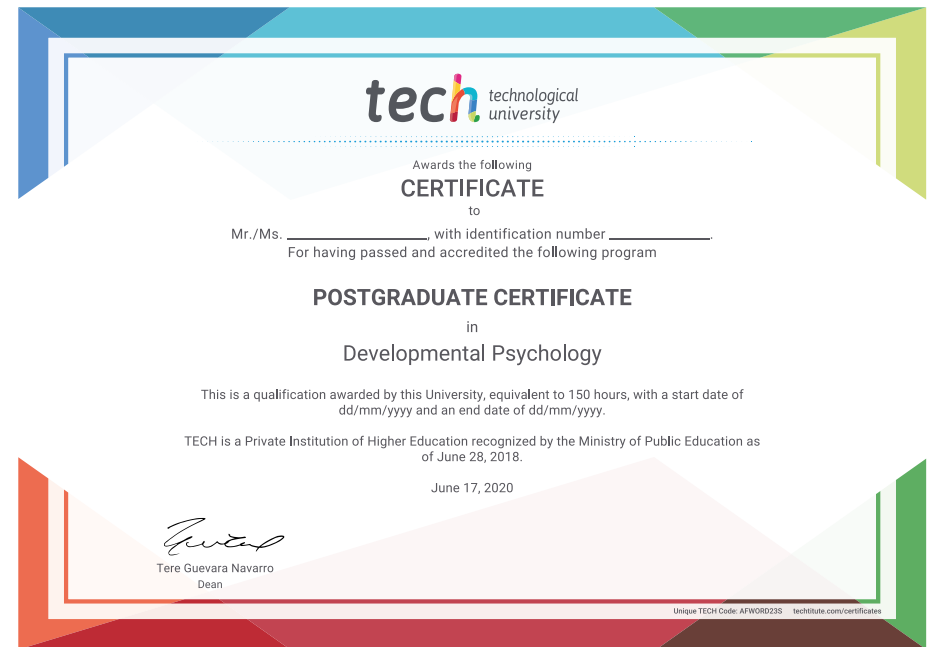 tech technological
university
Awards the following
CERTIFICATE
to
Mr./Ms. ____________________, with identification number ______________.
For having passed and accredited the following program
POSTGRADUATE CERTIFICATE
in
Developmental Psychology
This is a qualification awarded by this University, equivalent to 150 hours, with a start date of
dd/mm/yyyy and an end date of dd/mm/yyyy.
TECH is a Private Institution of Higher Education recognized by the Ministry of Public Education as
of June 28, 2018.
June 17, 2020
Tere Guevara Navarro
Dean
Unique TECH Code: AFWORD23S techtitute.com/certificates